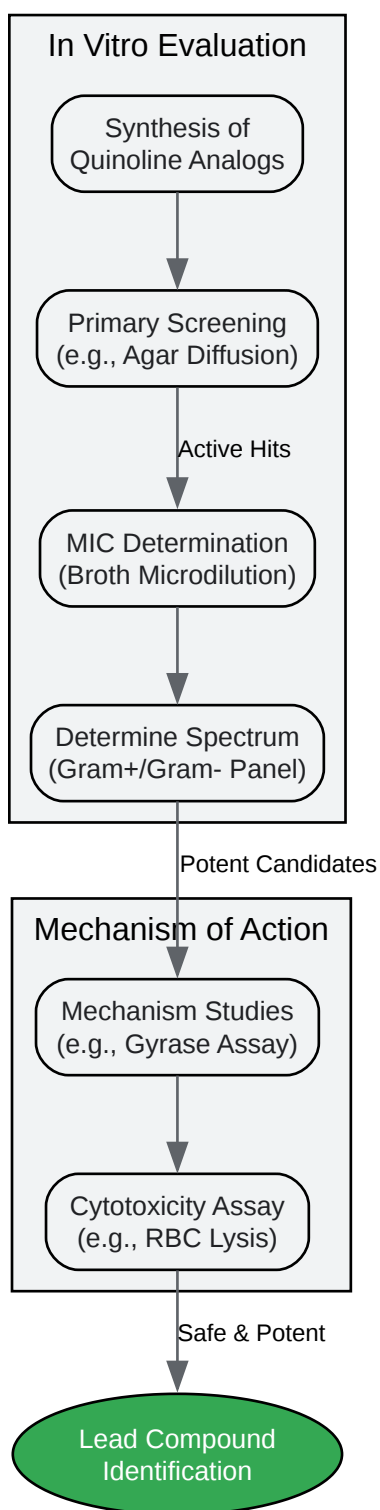 In Vitro Evaluation
Synthesis of
Quinoline Analogs
Primary Screening
(e.g., Agar Diffusion)
Active Hits
MIC Determination
(Broth Microdilution)
Determine Spectrum
(Gram+/Gram- Panel)
Potent Candidates
Mechanism of Action
Mechanism Studies
(e.g., Gyrase Assay)
Cytotoxicity Assay
(e.g., RBC Lysis)
Safe & Potent
Lead Compound
Identification